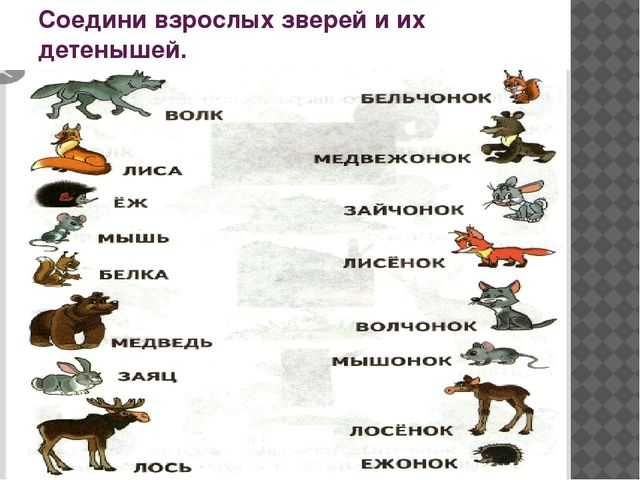 Соедини взрослых зверей и их
детенышей.
ВОЛК
ЛИСА
ЁЖ
МЫШЬ
БЕЛКА
МЕДВЕДЬ
ЗАЯЦ
ЛОСЬ
БЕЛЬЧОНОК
МЕДВЕЖОНОК
ЗАЙЧОНОК
ЛИСЁНОК
ВОЛЧОНОК
МЫШОНОК
ЛОСЁНОК
ЕЖОНОК